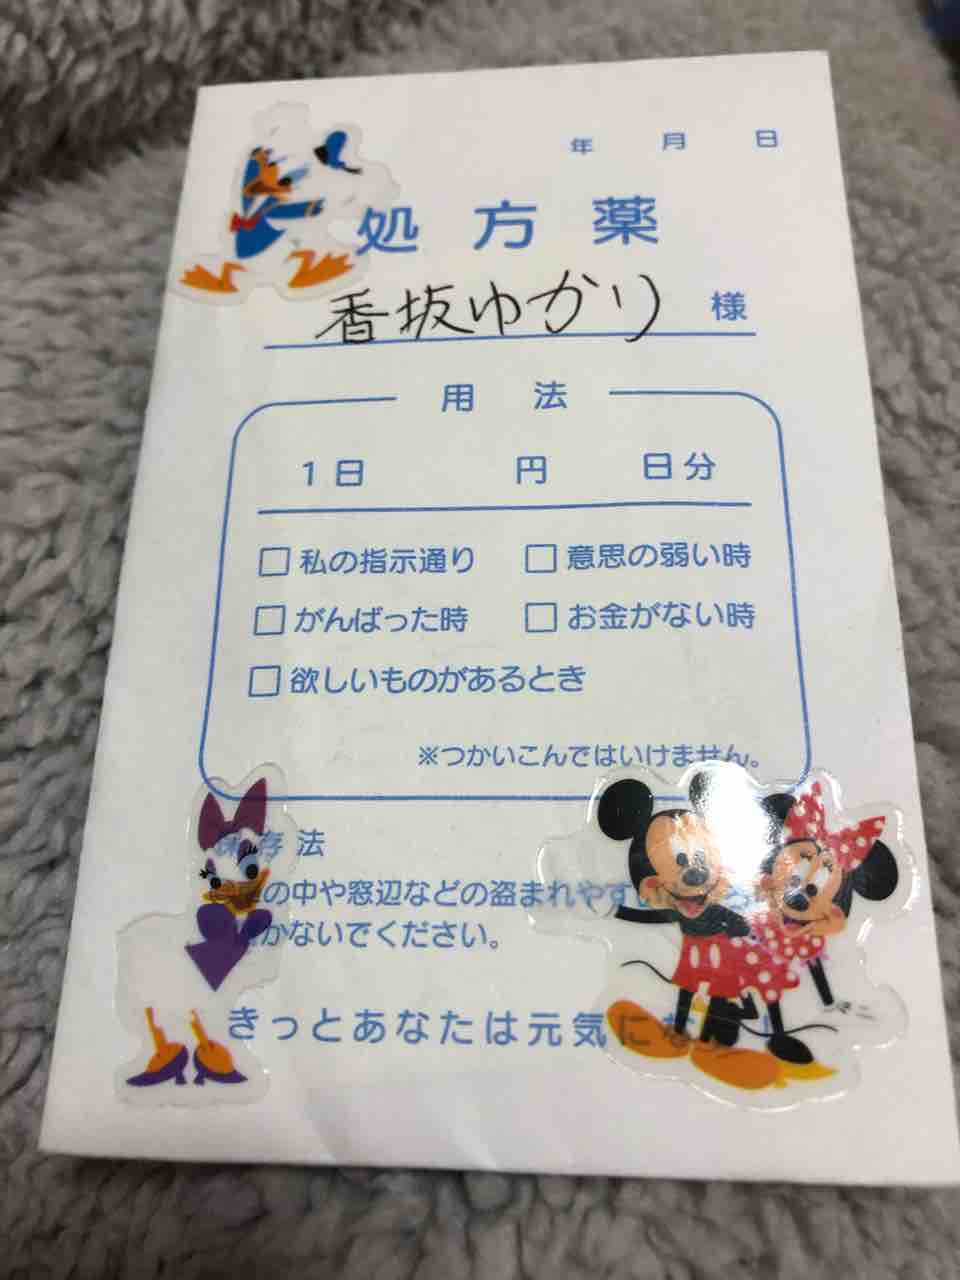 年 月 日
処方薬
香坂ゆかり 様
用法
1日 円 日分
□私の指示通り □意思の弱い時
□がんばった時 □お金がない時
□欲しいものがあるとき
※つかいこんではいけません。
保存法
の中や窓辺などの盗まれやすい
かないでください。
きっとあなたは元気にな